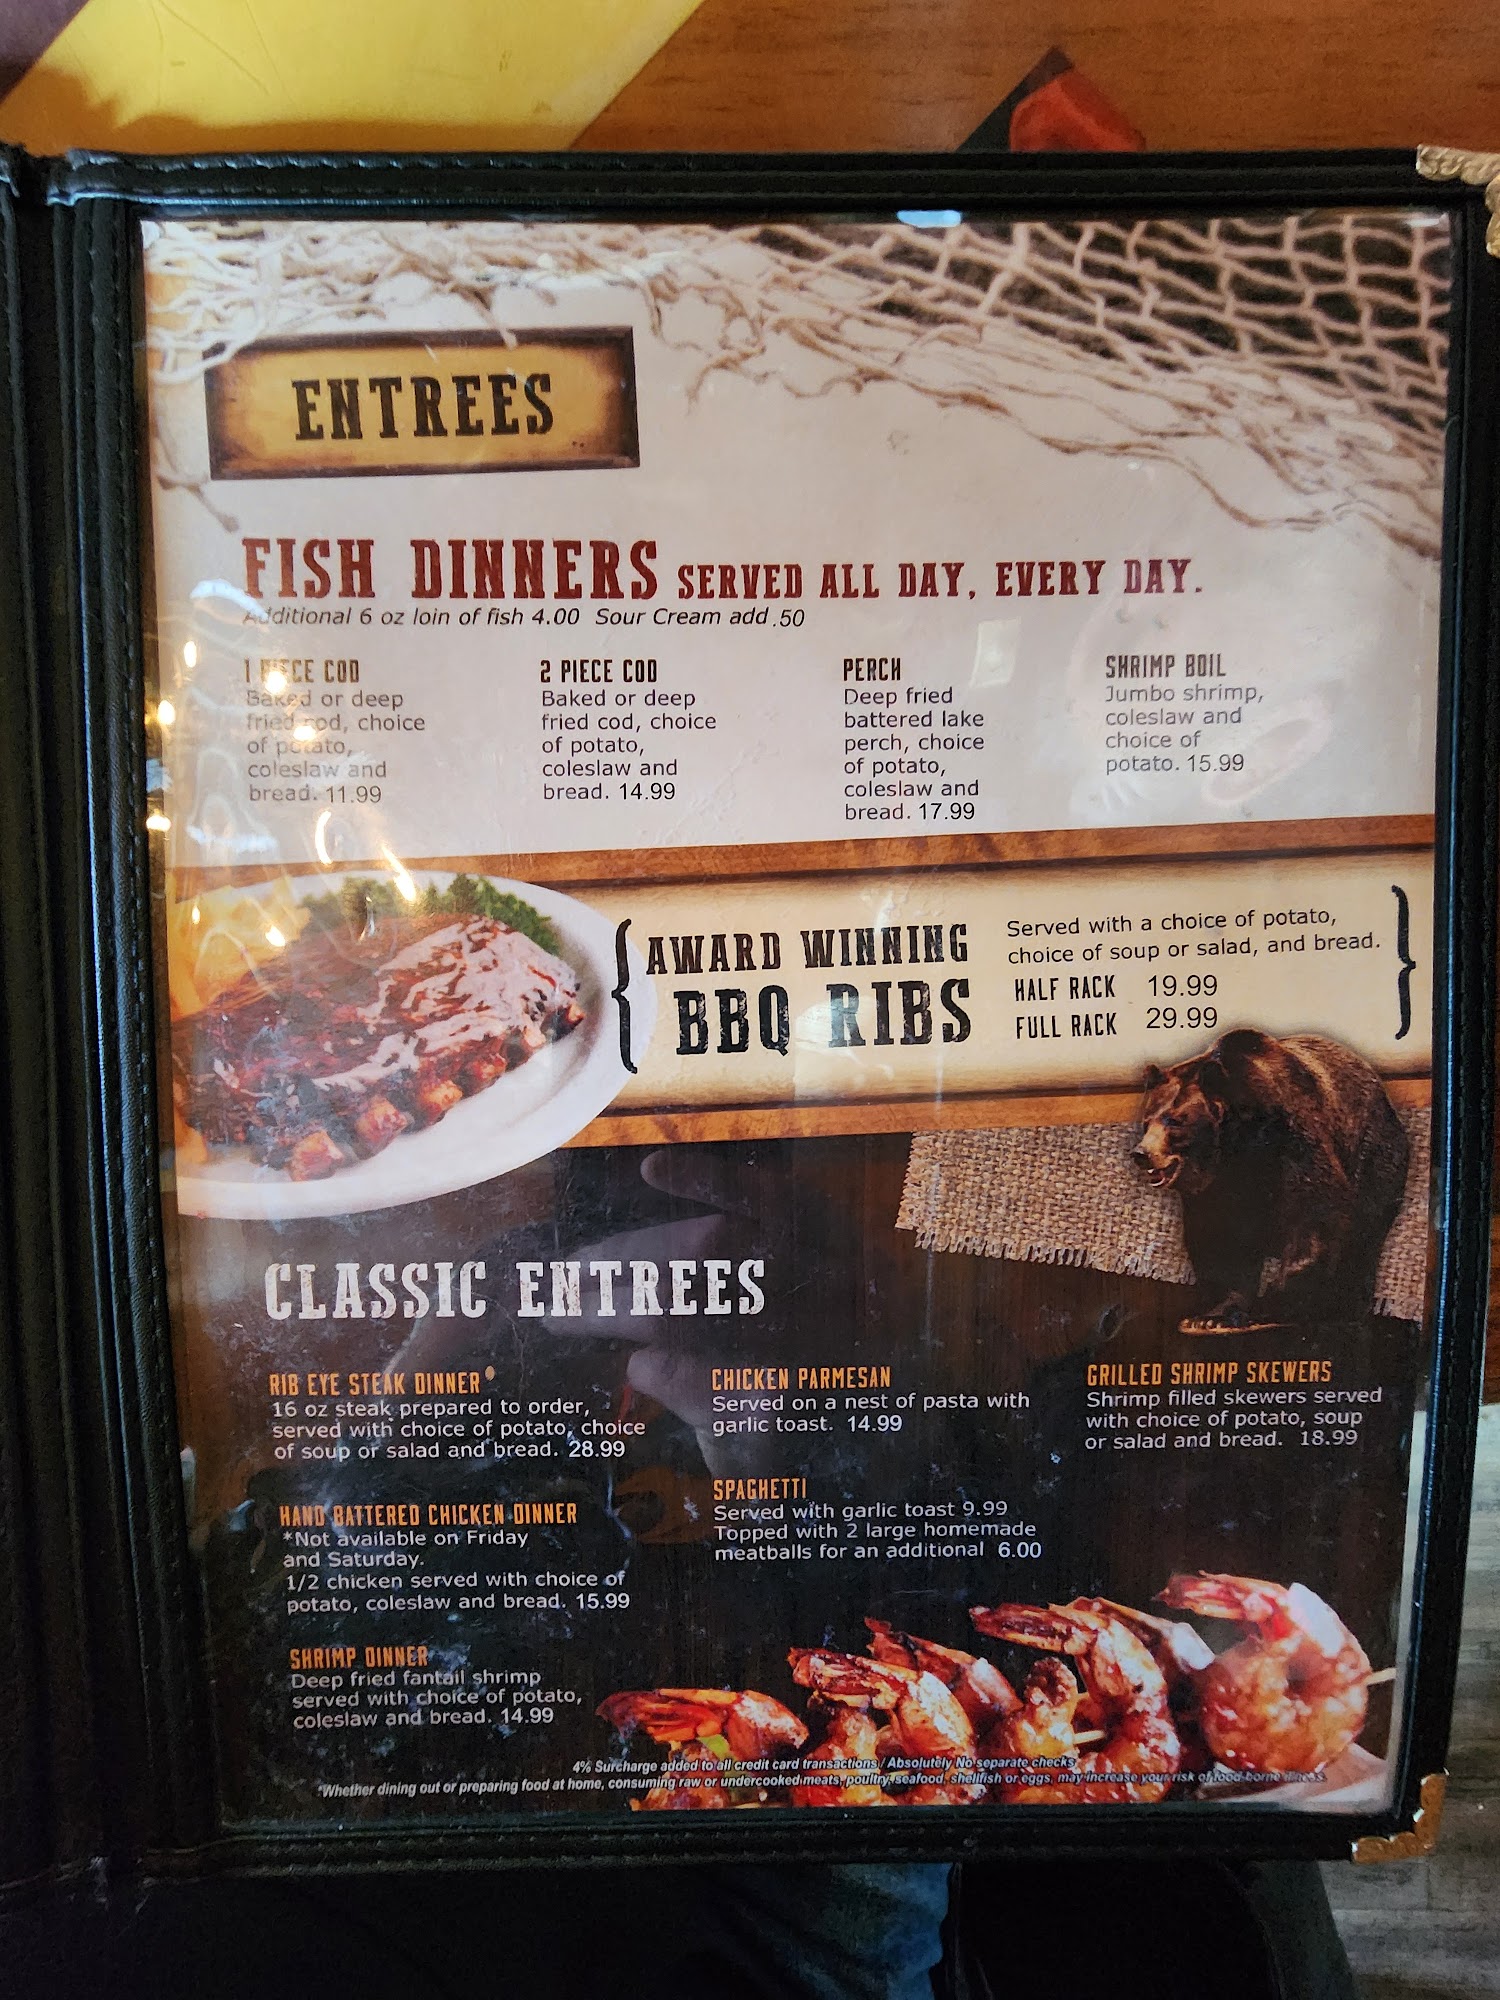 ENTREES
FISH DINNERS SERVED ALL DAY, EVERY DAY.
Additional 6 oz loin of fish 4.00 Sour Cream add .50
1 PIECE COD
Baked or deep
fried cod, choice
of potato,
coleslaw and
bread. 11.99
2 PIECE COD
Baked or deep
fried cod, choice
of potato,
coleslaw and
bread. 14.99
PERCH
Deep fried
battered lake
perch, choice
of potato,
coleslaw and
bread. 17.99
SHRIMP BOIL
Jumbo shrimp,
coleslaw and
choice of
potato. 15.99
{ AWARD WINNING
BBQ RIBS
Served with a choice of potato,
choice of soup or salad, and bread.
HALF RACK 19.99
FULL RACK 29.99 }
CLASSIC ENTREES
RIB EYE STEAK DINNER*
16 oz steak prepared to order,
served with choice of potato, choice
of soup or salad and bread. 28.99
HAND BATTERED CHICKEN DINNER
*Not available on Friday
and Saturday.
1/2 chicken served with choice of
potato, coleslaw and bread. 15.99
SHRIMP DINNER
Deep fried fantail shrimp
served with choice of potato,
coleslaw and bread. 14.99
CHICKEN PARMESAN
Served on a nest of pasta with
garlic toast. 14.99
SPAGHETTI
Served with garlic toast 9.99
Topped with 2 large homemade
meatballs for an additional 6.00
GRILLED SHRIMP SKEWERS
Shrimp filled skewers served
with choice of potato, soup
or salad and bread. 18.99
4% Surcharge added to all credit card transactions / Absolutely No separate checks
*Whether dining out or preparing food at home, consuming raw or undercooked meats, poultry, seafood, shellfish or eggs, may increase your risk of food-borne illness.